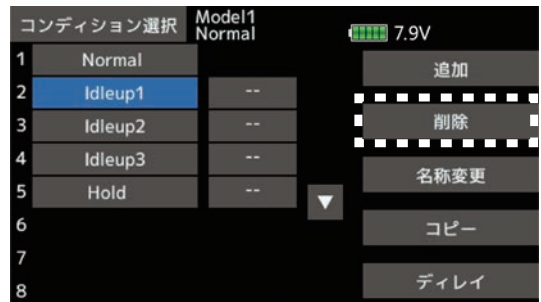 コンディション選択
Model1
Normal
7.9V
1 Normal
追加
2 Idleup1 --
削除
3 Idleup2 --
4 Idleup3 --
名称変更
5 Hold --
▼
6
コピー
7
8
ディレイ